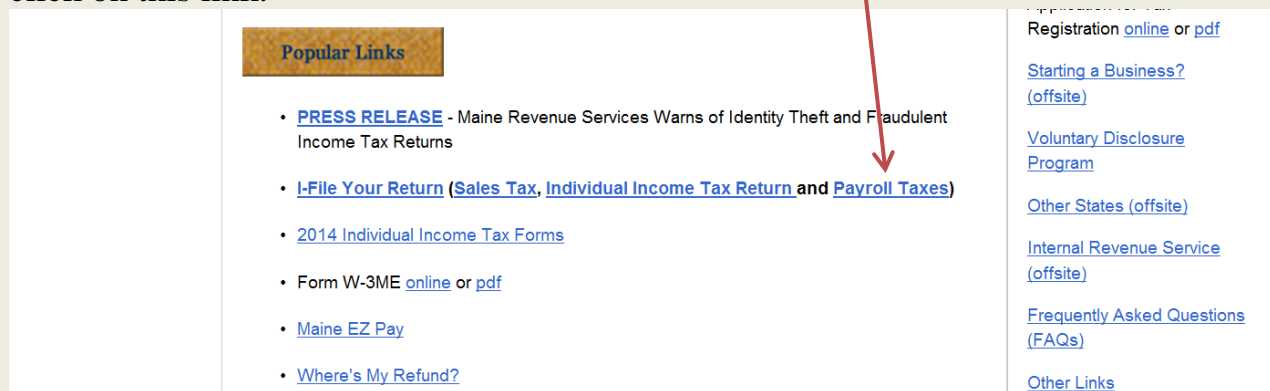 Popular Links
• PRESS RELEASE - Maine Revenue Services Warns of Identity Theft and Fraudulent
Income Tax Returns
• I-File Your Return (Sales Tax, Individual Income Tax Return and Payroll Taxes)
• 2014 Individual Income Tax Forms
• Form W-3ME online or pdf
• Maine EZ Pay
• Where's My Refund?
Registration online or pdf
Starting a Business?
(offsite)
Voluntary Disclosure
Program
Other States (offsite)
Internal Revenue Service
(offsite)
Frequently Asked Questions
(FAQs)
Other Links